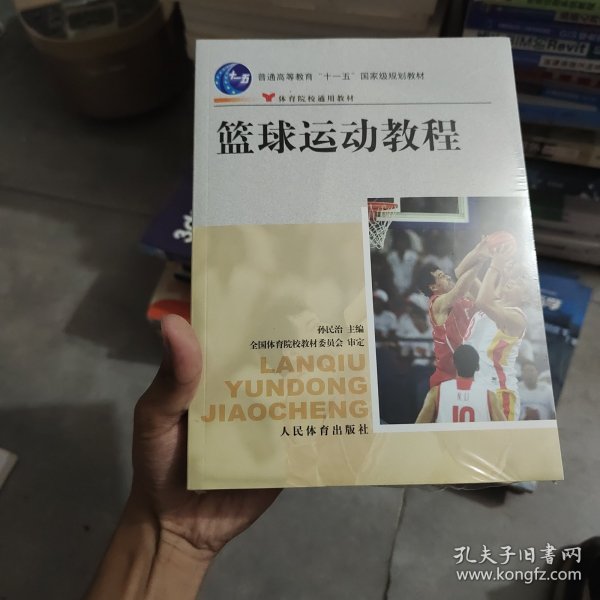 十一五
普通高等教育“十一五”国家级规划教材
体育院校通用教材
篮球运动教程
孙民治 主编
全国体育院校教材委员会 审定
LANQIU
YUNDONG
JIAOCHENG
人民体育出版社
10
Revit
孔夫子旧书网
www.kongfz.com